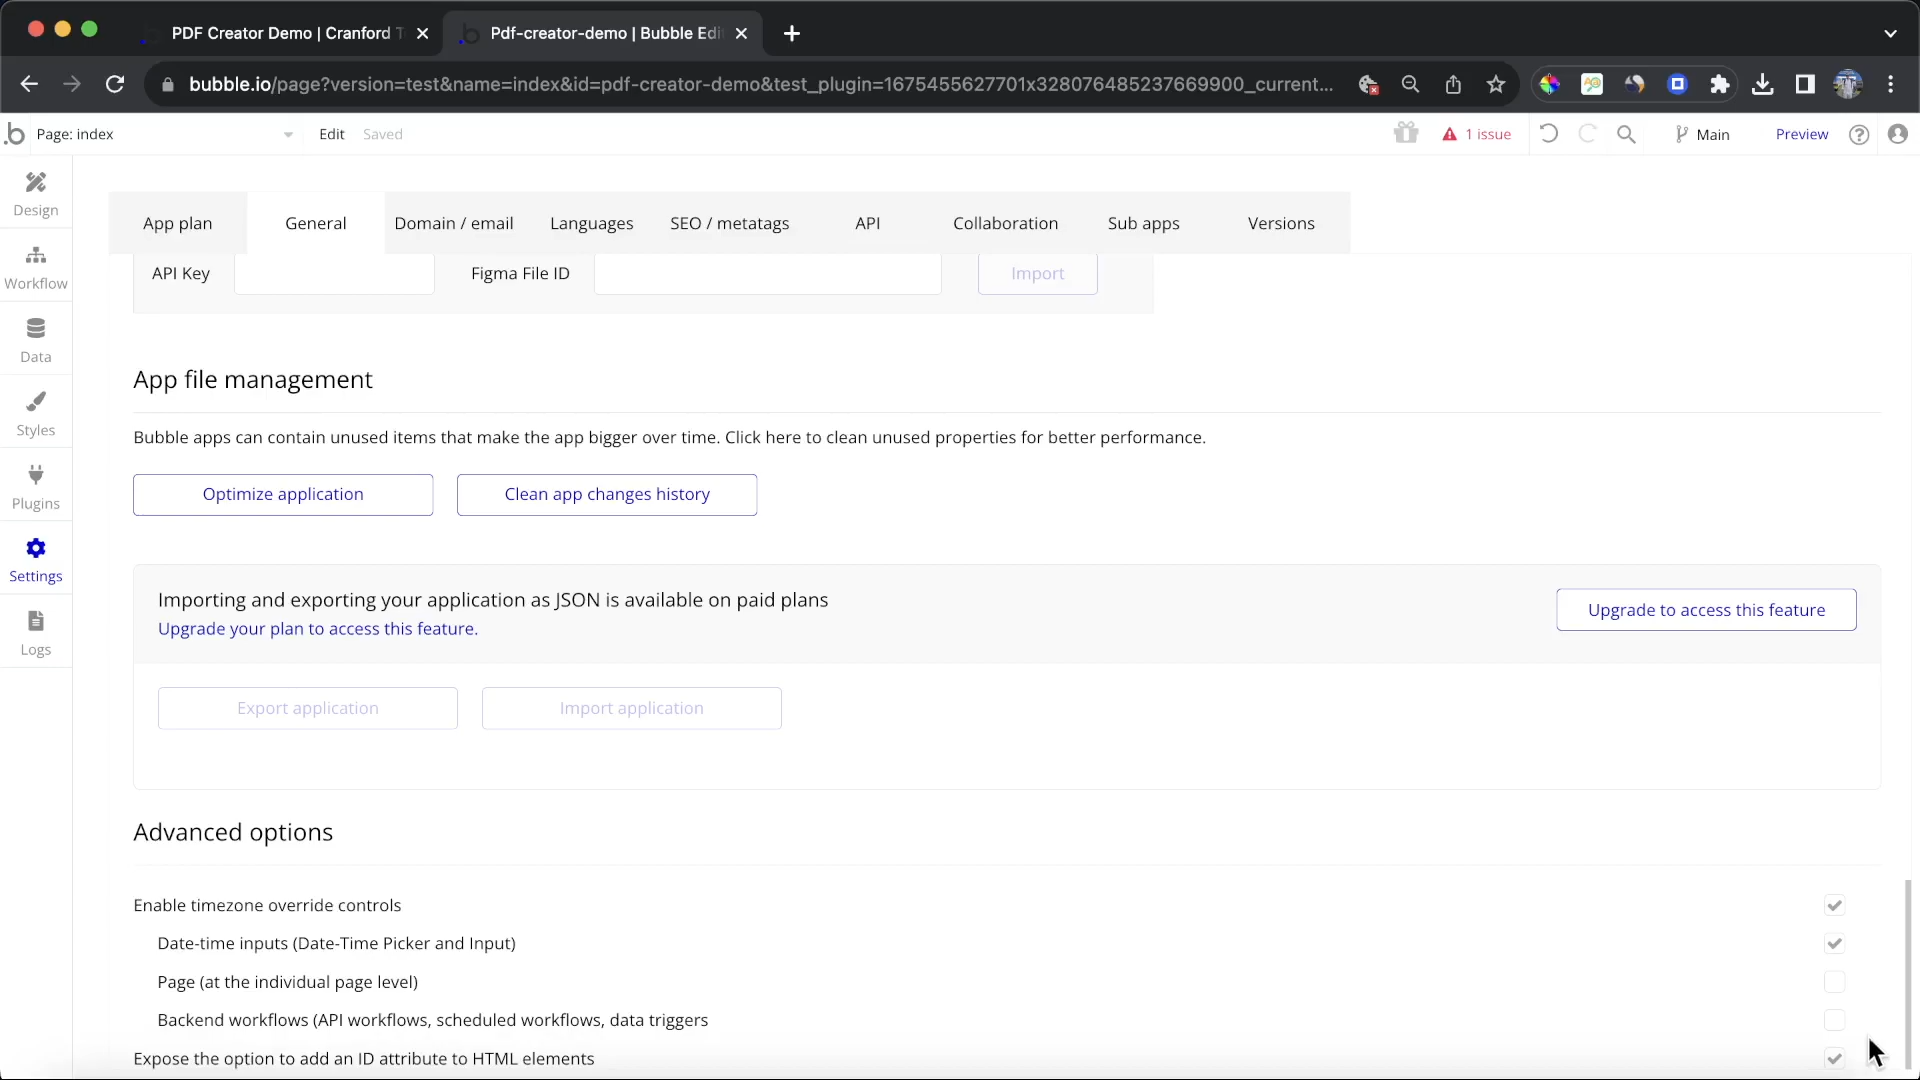 PDF Creator Demo | Cranford
Pdf-creator-demo | Bubble Edi
bubble.io/page?version=test&name=index&id=pdf-creator-demo&test_plugin=1675455627701x328076485237669900_current...
Page: index
Edit
Saved
1 issue
Main
Preview
Design
Workflow
Data
Styles
Plugins
Settings
Logs
App plan
General
Domain / email
Languages
SEO / metatags
API
Collaboration
Sub apps
Versions
API Key
Figma File ID
Import
App file management
Bubble apps can contain unused items that make the app bigger over time. Click here to clean unused properties for better performance.
Optimize application
Clean app changes history
Importing and exporting your application as JSON is available on paid plans
Upgrade your plan to access this feature.
Upgrade to access this feature
Export application
Import application
Advanced options
Enable timezone override controls
Date-time inputs (Date-Time Picker and Input)
Page (at the individual page level)
Backend workflows (API workflows, scheduled workflows, data triggers
Expose the option to add an ID attribute to HTML elements